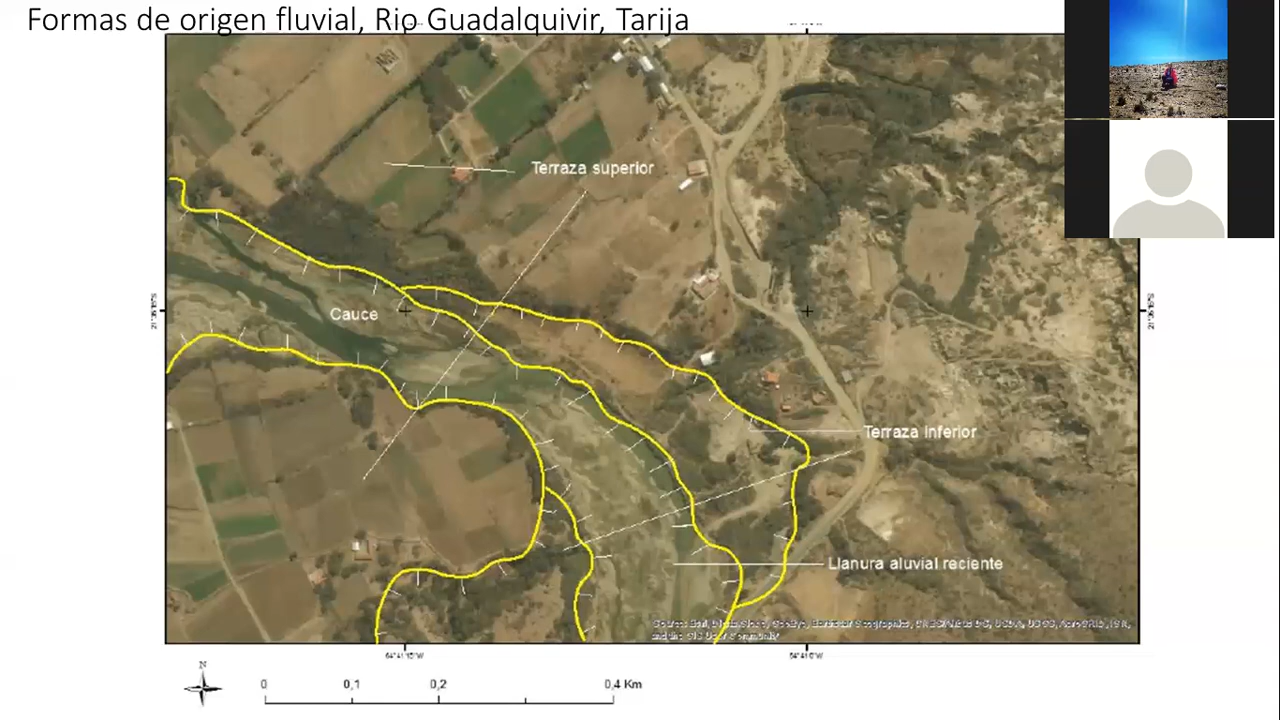 Formas de origen fluvial, Rio Guadalquivir, Tarija
Terraza superior
Cauce
Terraza inferior
Llanura aluvial reciente
0 0,1 0,2 0,4 Km